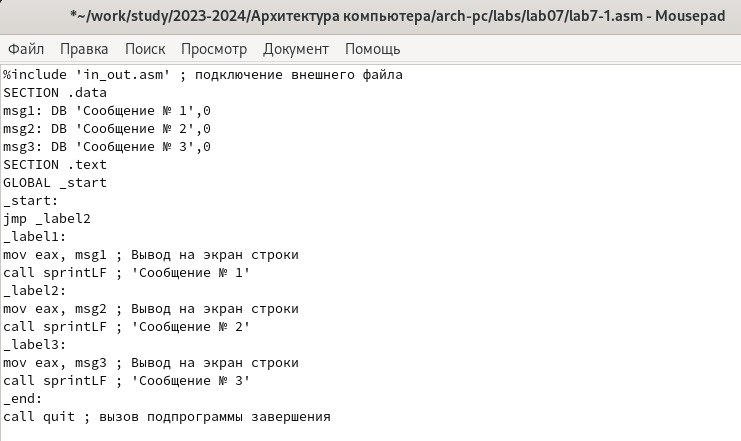 *~/work/study/2023-2024/Архитектура компьютера/arch-pc/labs/lab07/lab7-1.asm - Mousepad
Файл Правка Поиск Просмотр Документ Помощь
%include 'in_out.asm' ; подключение внешнего файла
SECTION .data
msg1: DB 'Сообщение № 1',0
msg2: DB 'Сообщение № 2',0
msg3: DB 'Сообщение № 3',0
SECTION .text
GLOBAL _start
_start:
jmp _label2
_label1:
mov eax, msg1 ; Вывод на экран строки
call sprintLF ; 'Сообщение № 1'
_label2:
mov eax, msg2 ; Вывод на экран строки
call sprintLF ; 'Сообщение № 2'
_label3:
mov eax, msg3 ; Вывод на экран строки
call sprintLF ; 'Сообщение № 3'
_end:
call quit ; вызов подпрограммы завершения